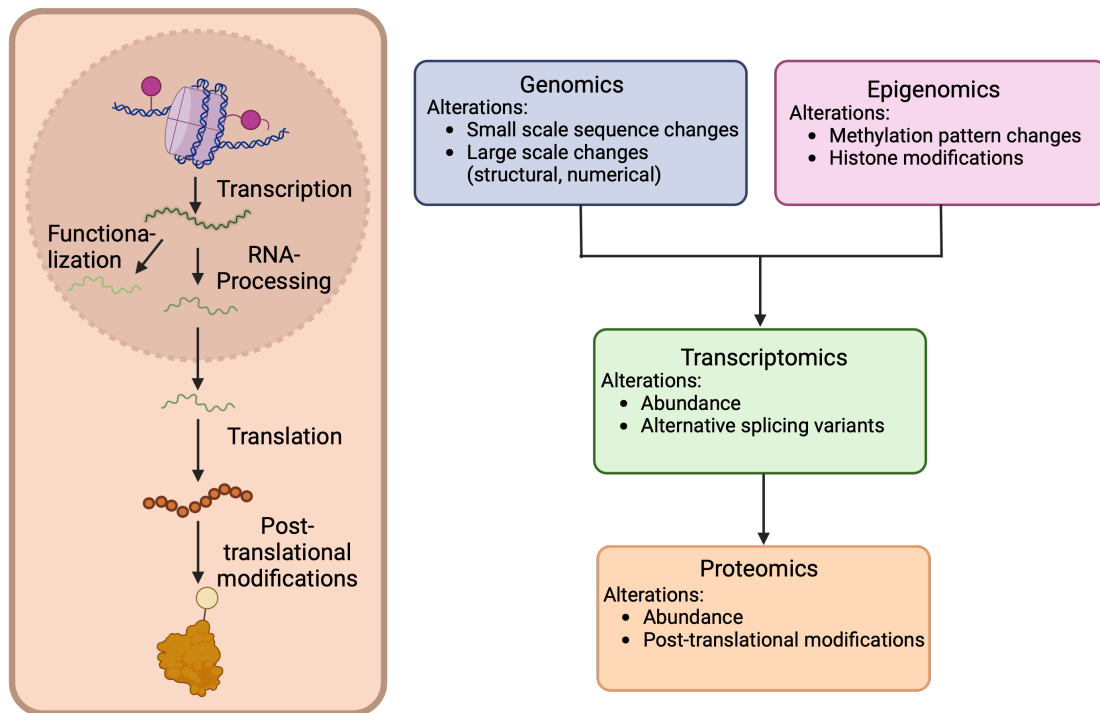 Transcription
Functiona-
lization
RNA-
Processing
Translation
Post-
translational
modifications
Genomics
Alterations:
• Small scale sequence changes
• Large scale changes
(structural, numerical)
Epigenomics
Alterations:
• Methylation pattern changes
• Histone modifications
Transcriptomics
Alterations:
• Abundance
• Alternative splicing variants
Proteomics
Alterations:
• Abundance
• Post-translational modifications